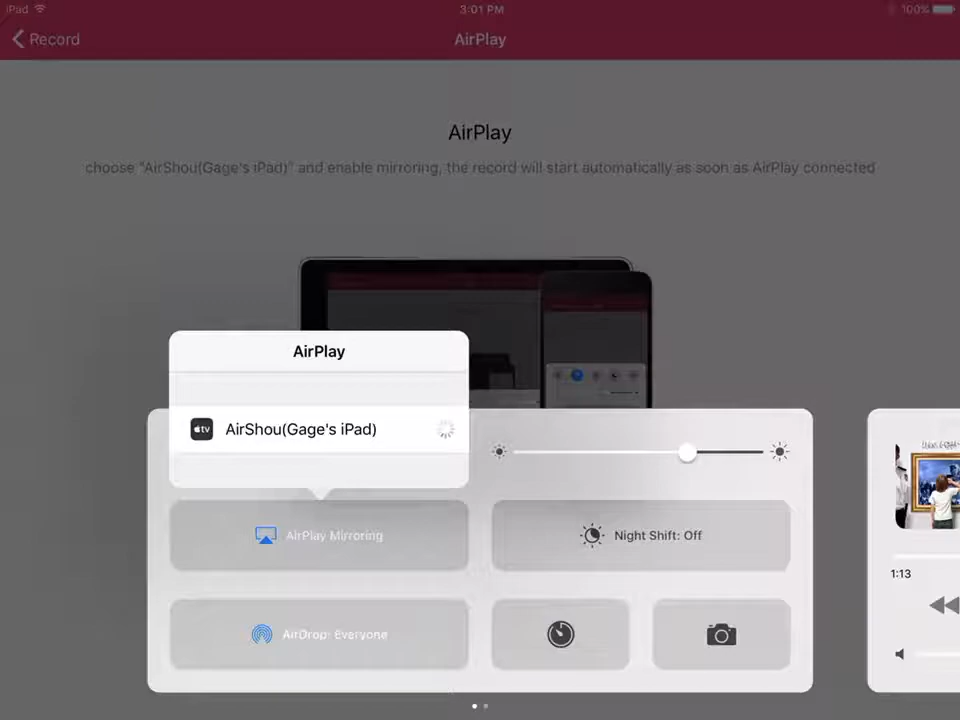 iPad
3:01 PM
100%
Record
AirPlay
AirPlay
choose "AirShou(Gage's iPad)" and enable mirroring, the record will start automatically as soon as AirPlay connected
AirPlay
tv
AirShou(Gage's iPad)
AirPlay Mirroring
Night Shift: Off
1:13
AirDrop: Everyone